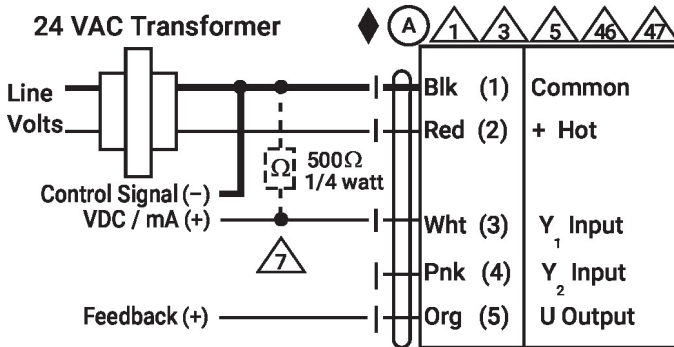 24 VAC Transformer
A 1 3 5 46 47
Line
Volts
Blk (1) Common
Red (2) + Hot
Ω 500Ω
1/4 watt
Control Signal (−)
VDC / mA (+)
7
Wht (3) Y1 Input
Pnk (4) Y2 Input
Feedback (+)
Org (5) U Output